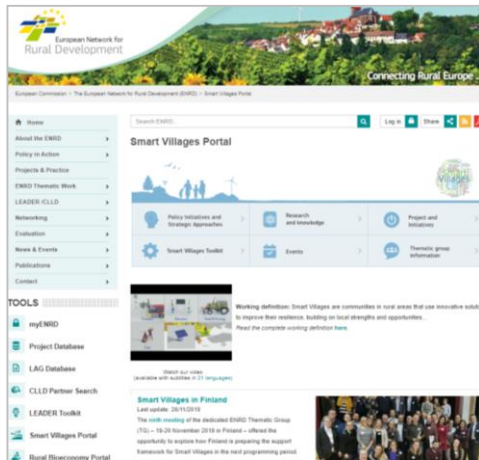 European Network for
Rural Development
Connecting Rural Europe ...
European Commission > The European Network for Rural Development (ENRD) > Smart Villages Portal
Home
About the ENRD
Policy in Action
Projects & Practice
ENRD Thematic Work
LEADER /CLLD
Networking
Evaluation
News & Events
Publications
Contact
TOOLS
myENRD
Project Database
LAG Database
CLLD Partner Search
LEADER Toolkit
Smart Villages Portal
Rural Bioeconomy Portal
Search ENRD..
Log in
Share
Smart Villages Portal
Villages
Policy Initiatives and
Strategic Approaches
Research
and knowledge
Project and
Initiatives
Smart Villages Toolkit
Events
Thematic group
information
Working definition: Smart Villages are communities in rural areas that use innovative solut
to improve their resilience, building on local strengths and opportunities...
Read the complete working definition here.
Watch our video
(available with subtitles in 21 languages)
Smart Villages in Finland
Last update: 26/11/2019
The ninth meeting of the dedicated ENRD Thematic Group
(TG) – 19-20 November 2019 in Finland – offered the
opportunity to explore how Finland is preparing the support
framework for Smart Villages in the next programming period.